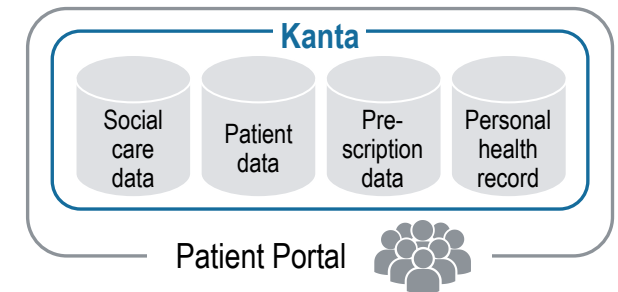 Kanta
Social
care
data
Patient
data
Pre-
scription
data
Personal
health
record
Patient Portal